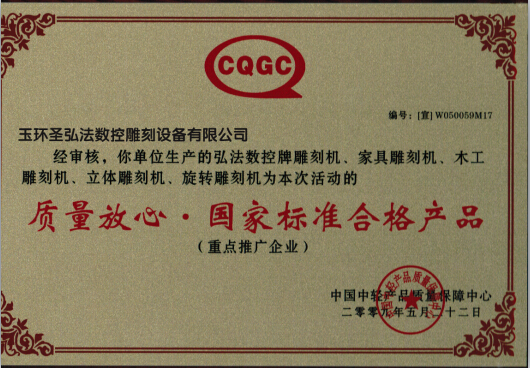 CQGC
编号：[宣] W050059M17
玉环圣弘法数控雕刻设备有限公司
经审核，你单位生产的弘法数控牌雕刻机、家具雕刻机、木工
雕刻机、立体雕刻机、旋转雕刻机为本次活动的
质量放心·国家标准合格产品
（重点推广企业）
中国中轻产品质量保障中心
二零零九年五月二十二日